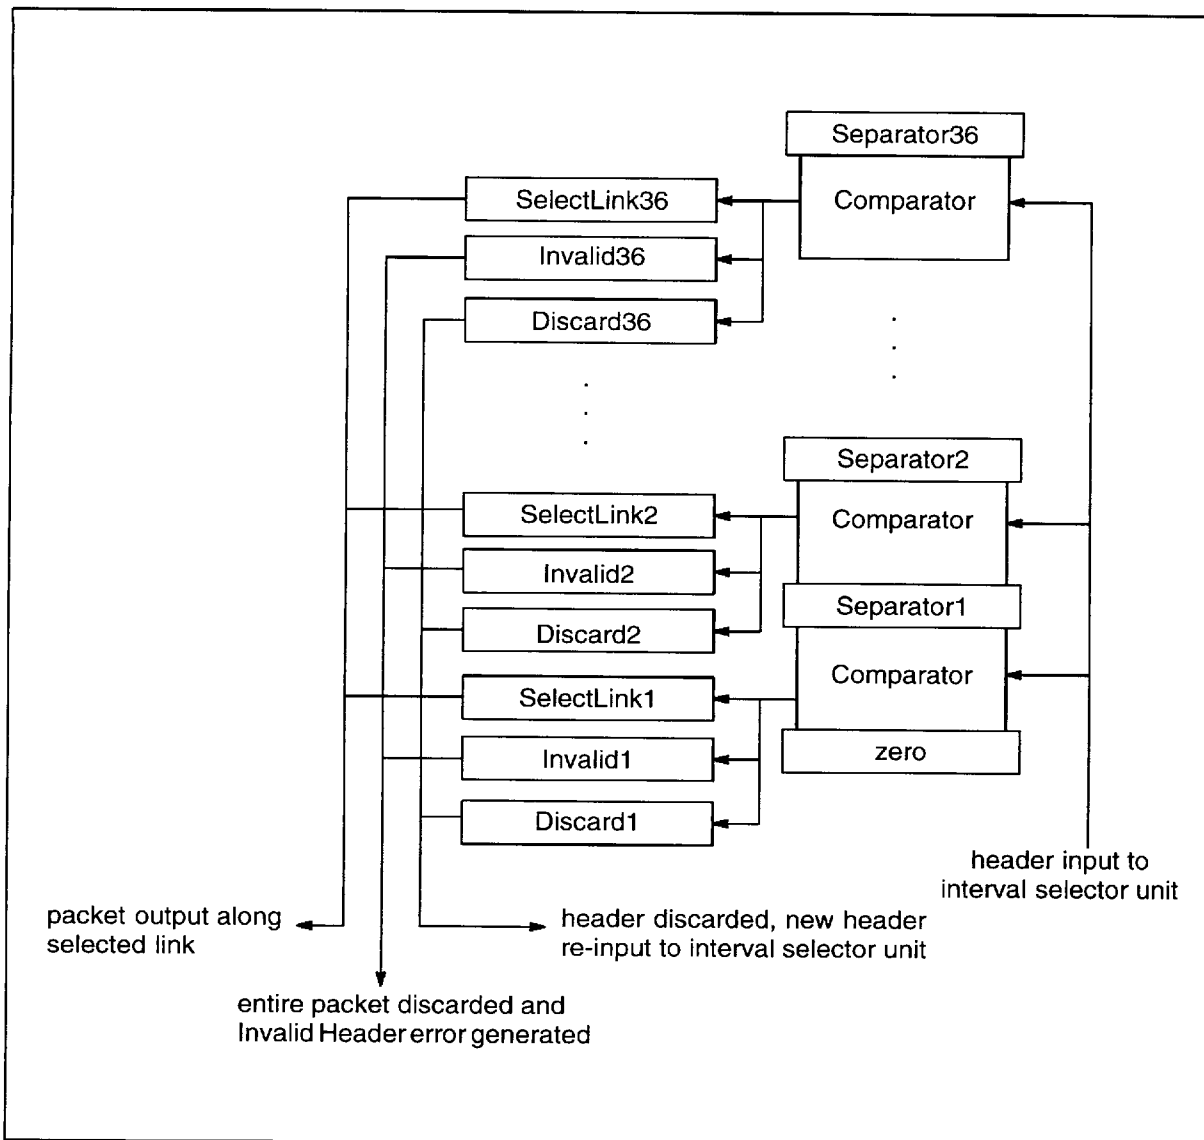 Separator36
SelectLink36
Comparator
Invalid36
Discard36
Separator2
SelectLink2
Comparator
Invalid2
Separator1
Discard2
SelectLink1
Comparator
Invalid1
zero
Discard1
header input to
interval selector unit
packet output along
selected link
header discarded, new header
re-input to interval selector unit
entire packet discarded and
Invalid Header error generated